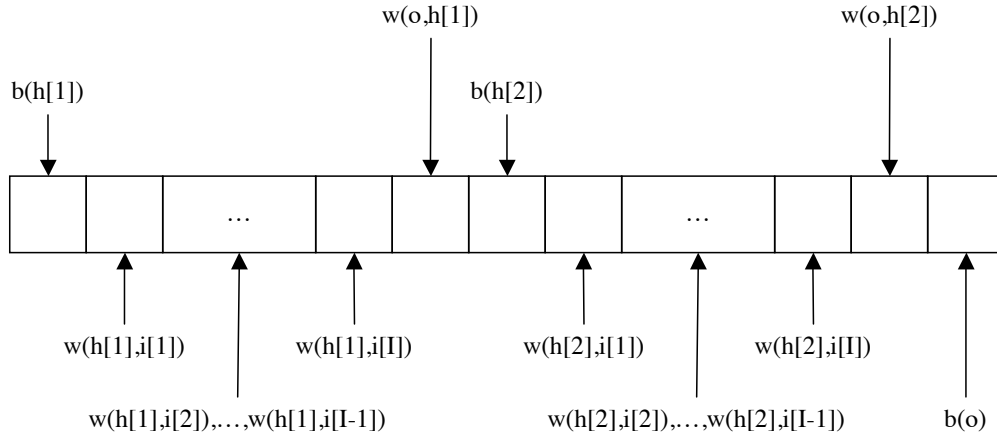 w(o,h[1]) w(o,h[2])
b(h[1]) b(h[2])
… …
w(h[1],i[1]) w(h[1],i[I]) w(h[2],i[1]) w(h[2],i[I])
w(h[1],i[2]),…,w(h[1],i[I-1]) w(h[2],i[2]),…,w(h[2],i[I-1]) b(o)